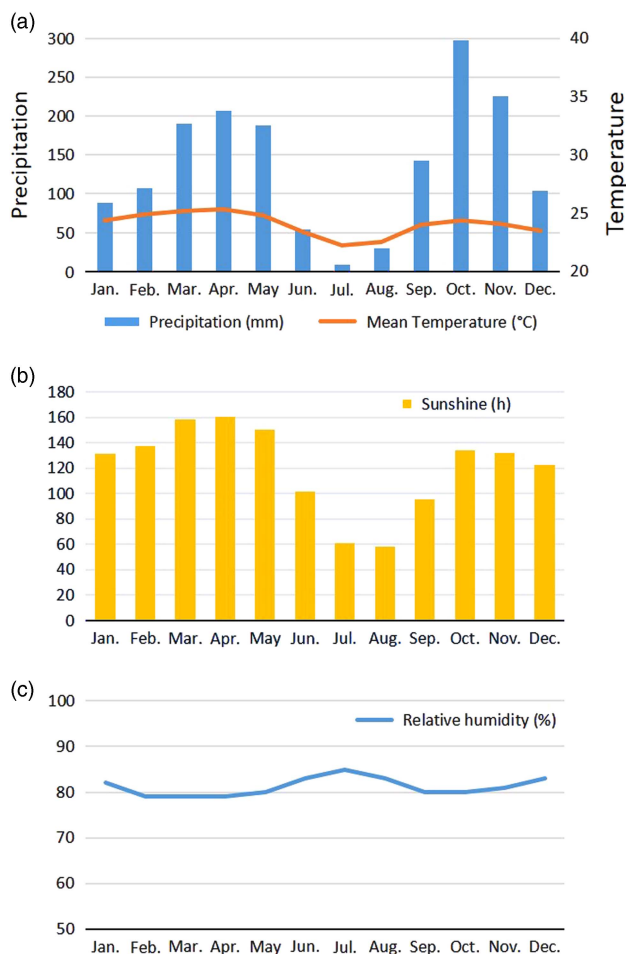 (a)
300
250
200
150
100
50
0
Precipitation
40
35
30
25
20
Temperature
Jan. Feb. Mar. Apr. May Jun. Jul. Aug. Sep. Oct. Nov. Dec.
Precipitation (mm) Mean Temperature (°C)
(b)
180
160
140
120
100
80
60
40
20
0
Sunshine (h)
Jan. Feb. Mar. Apr. May Jun. Jul. Aug. Sep. Oct. Nov. Dec.
(c)
100
90
80
70
60
50
Relative humidity (%)
Jan. Feb. Mar. Apr. May Jun. Jul. Aug. Sep. Oct. Nov. Dec.